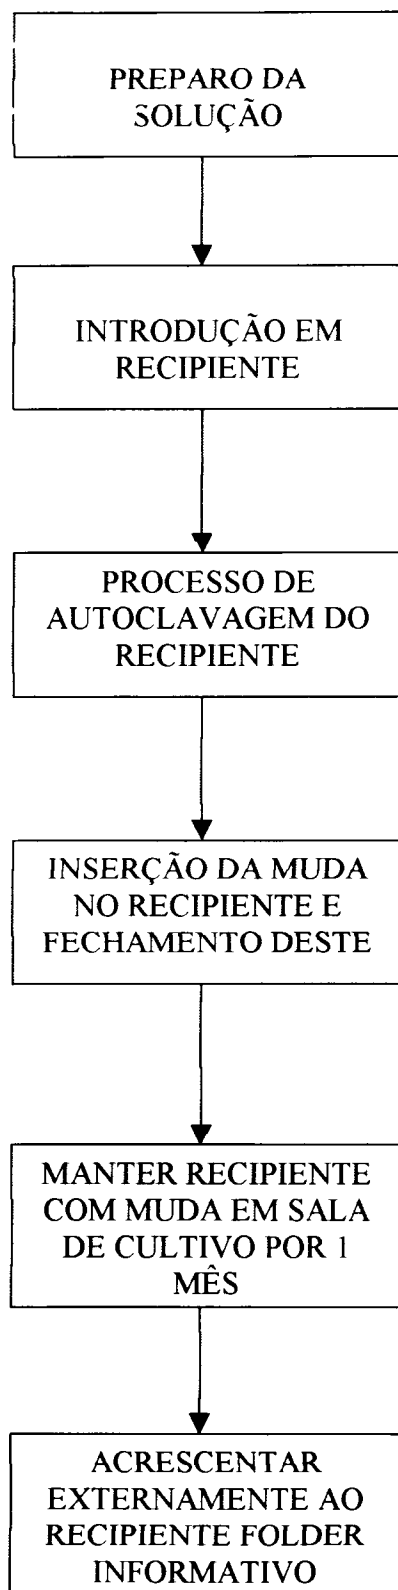 PREPARO DA
SOLUÇÃO
INTRODUÇÃO EM
RECIPIENTE
PROCESSO DE
AUTOCLAVAGEM DO
RECIPIENTE
INSERÇÃO DA MUDA
NO RECIPIENTE E
FECHAMENTO DESTE
MANTER RECIPIENTE
COM MUDA EM SALA
DE CULTIVO POR 1
MÊS
ACRESCENTAR
EXTERNAMENTE AO
RECIPIENTE FOLDER
INFORMATIVO